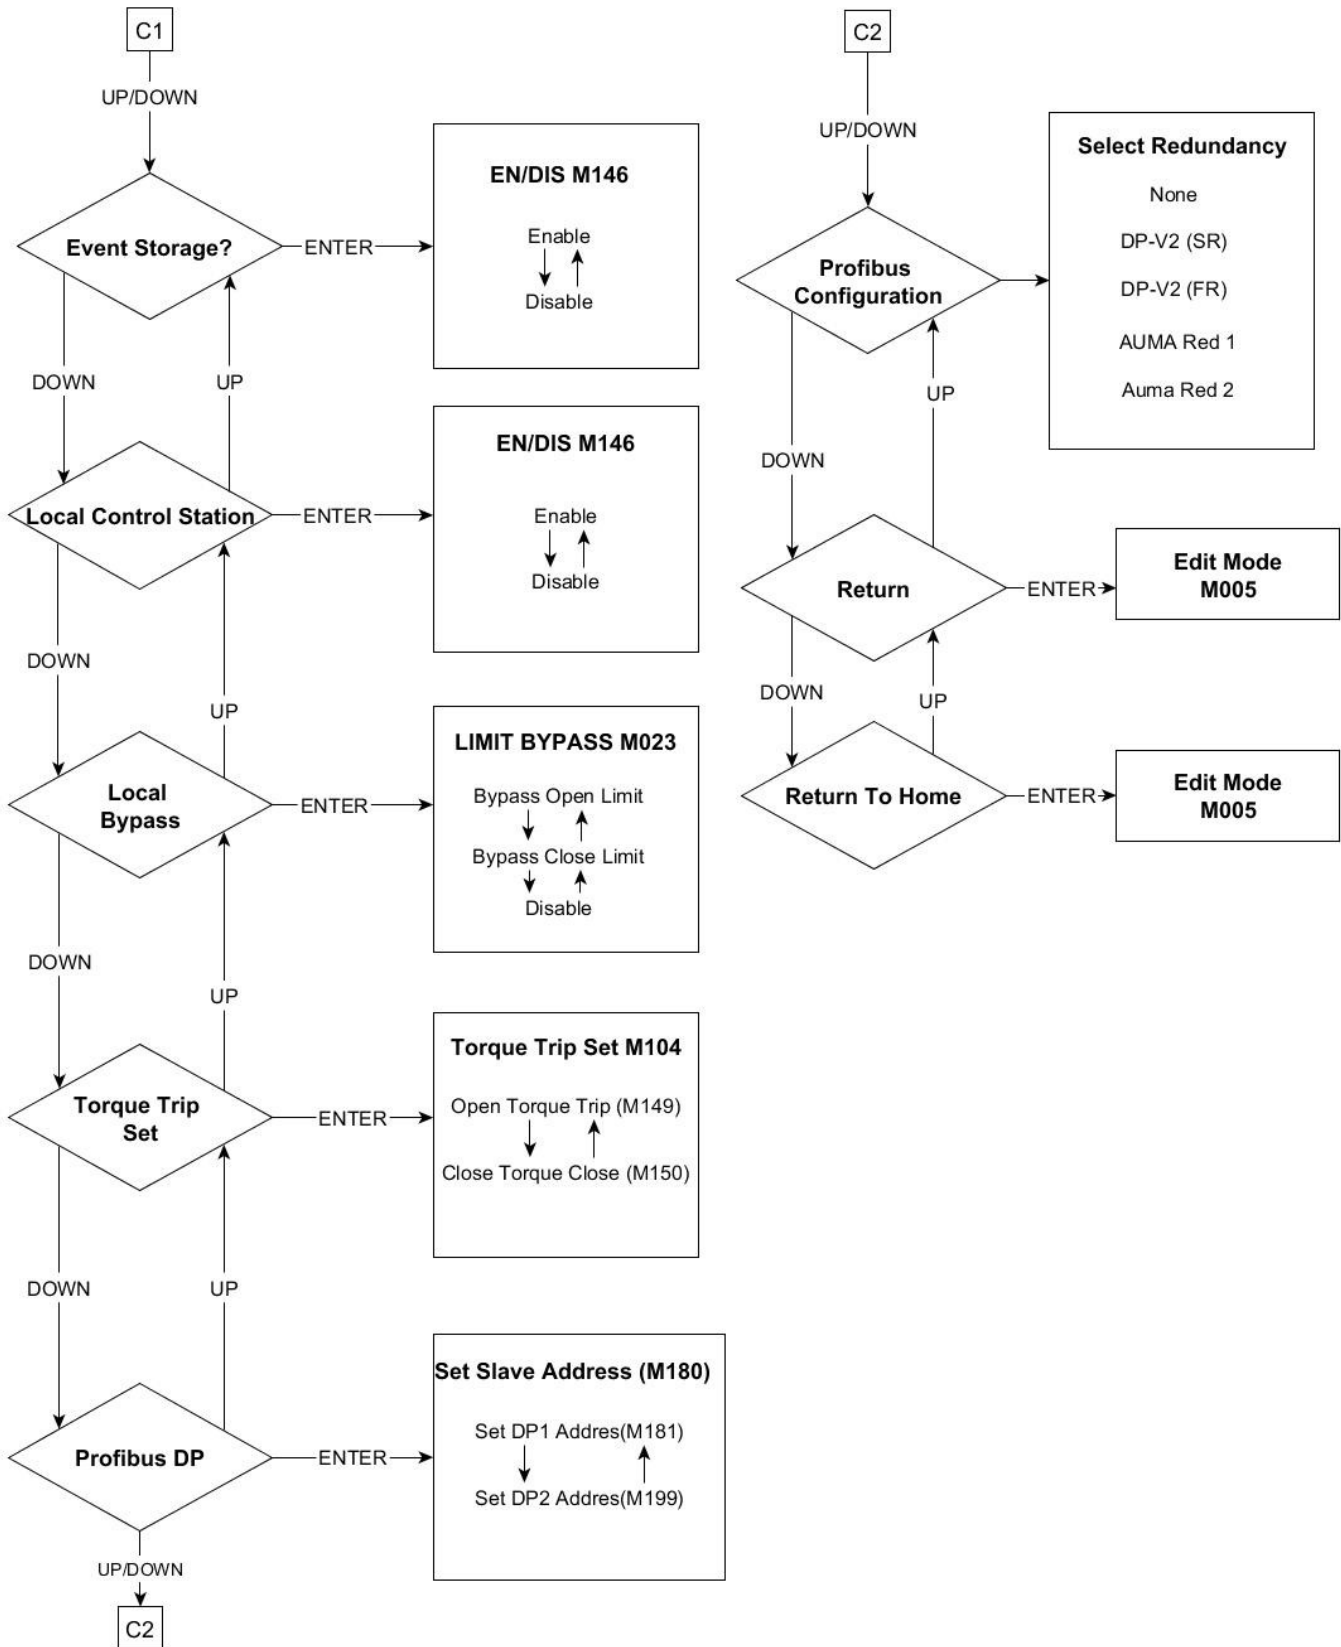 C1
UP/DOWN
Event Storage?
ENTER
EN/DIS M146
Enable
Disable
DOWN
UP
Local Control Station
ENTER
EN/DIS M146
Enable
Disable
DOWN
UP
Local
Bypass
ENTER
LIMIT BYPASS M023
Bypass Open Limit
Bypass Close Limit
Disable
DOWN
UP
Torque Trip
Set
ENTER
Torque Trip Set M104
Open Torque Trip (M149)
Close Torque Close (M150)
DOWN
UP
Profibus DP
ENTER
Set Slave Address (M180)
Set DP1 Addres(M181)
Set DP2 Addres(M199)
UP/DOWN
C2
C2
UP/DOWN
Profibus
Configuration
Select Redundancy
None
DP-V2 (SR)
DP-V2 (FR)
AUMA Red 1
Auma Red 2
UP
DOWN
Return
ENTER
Edit Mode
M005
DOWN
UP
Return To Home
ENTER
Edit Mode
M005